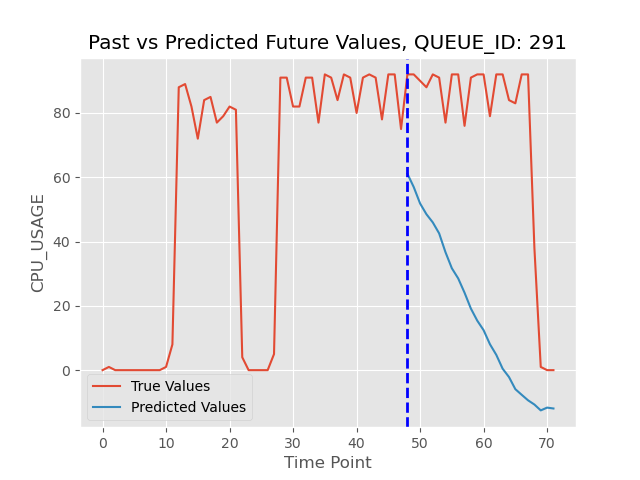 Past vs Predicted Future Values, QUEUE_ID: 291
CPU_USAGE
80
60
40
20
0
True Values
Predicted Values
0 10 20 30 40 50 60 70
Time Point